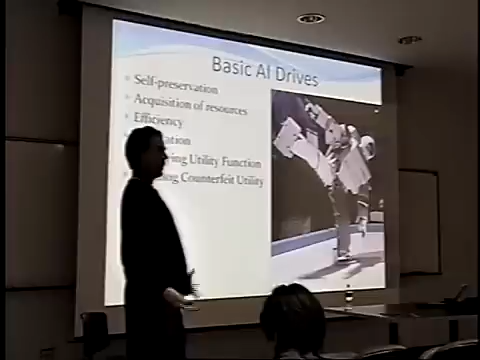 Basic AI Drives
Self-preservation
Acquisition of resources
Efficiency
Utility Function
Counterfeit Utility